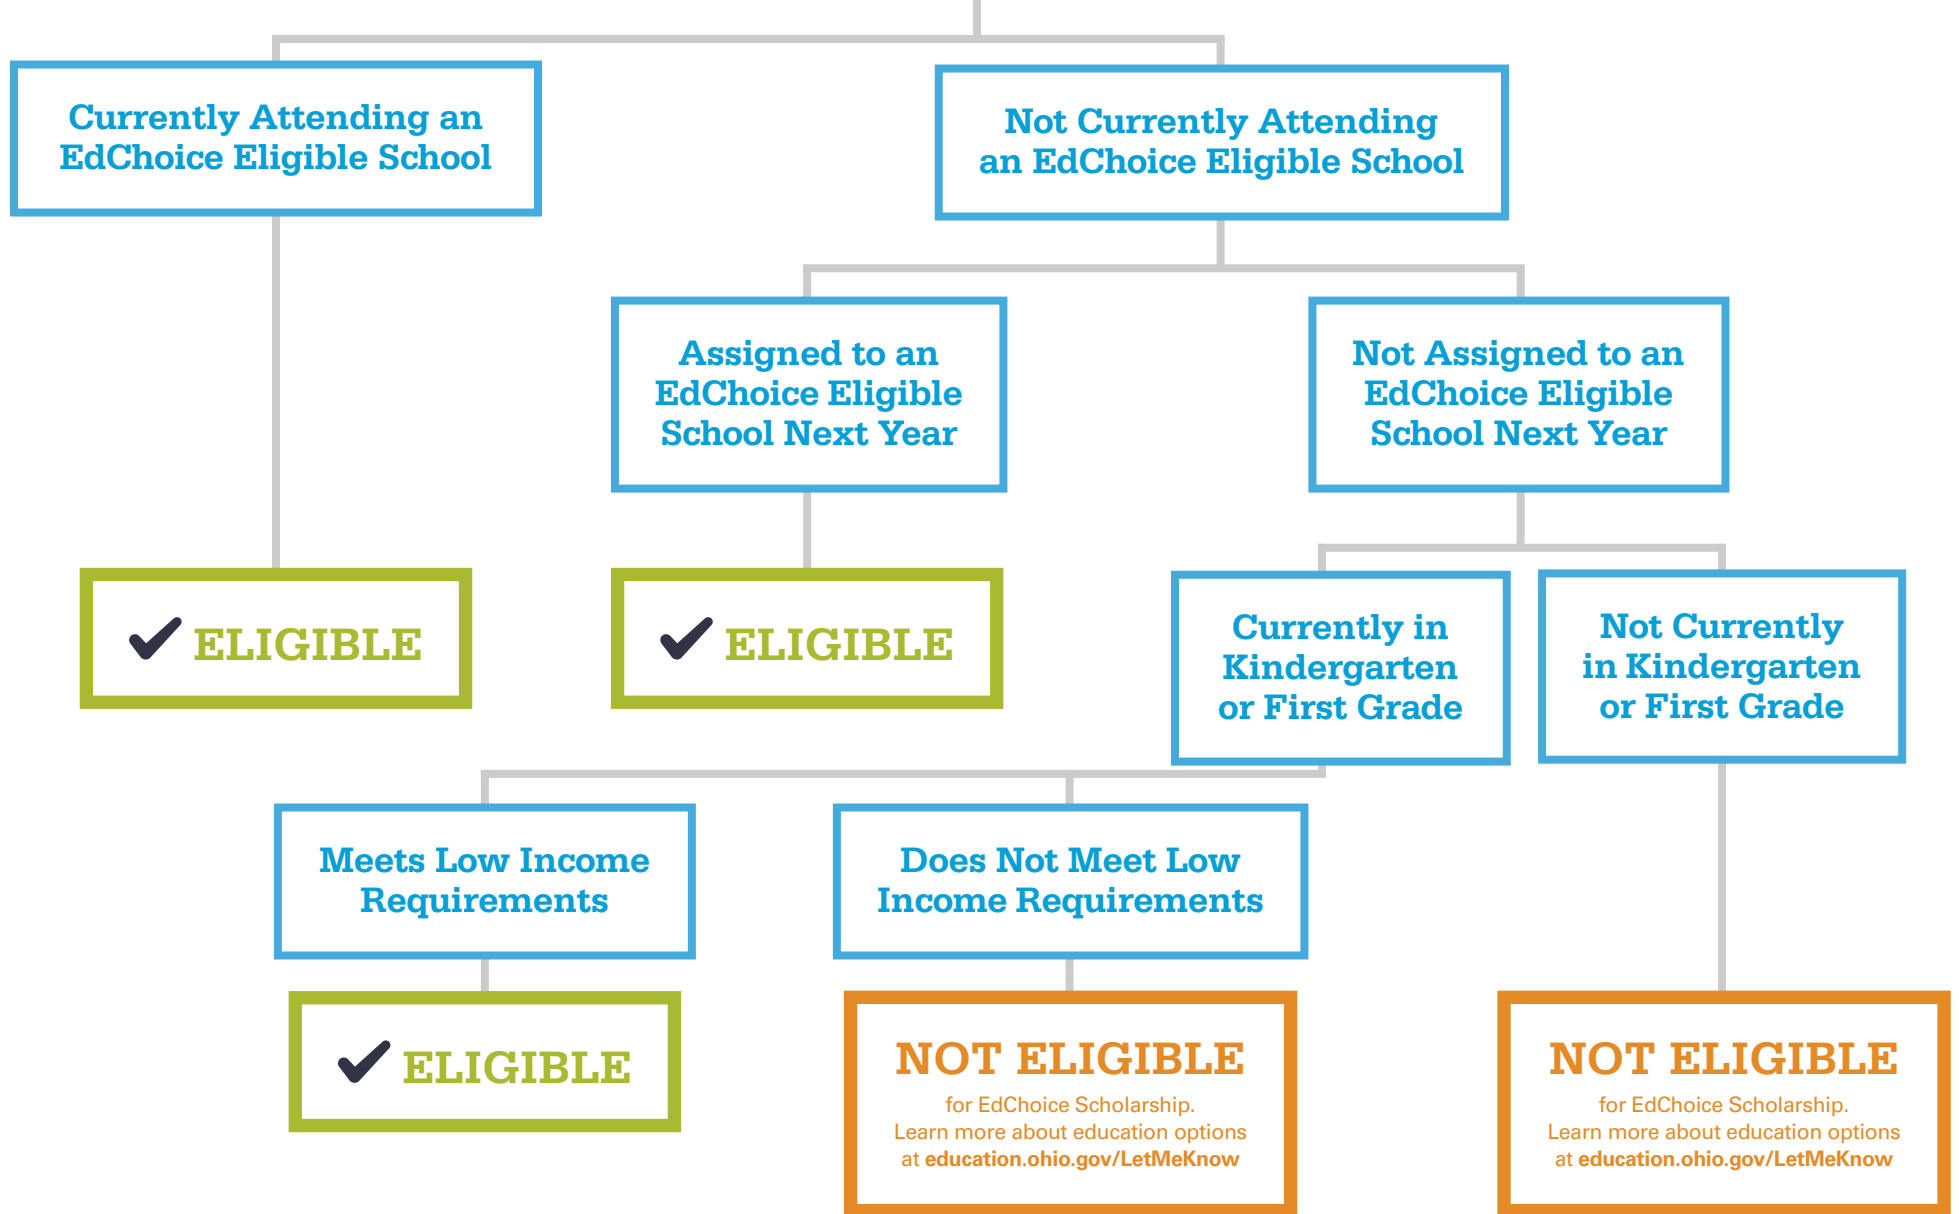 Currently Attending an
EdChoice Eligible School
Not Currently Attending
an EdChoice Eligible School
Assigned to an
EdChoice Eligible
School Next Year
Not Assigned to an
EdChoice Eligible
School Next Year
ELIGIBLE
ELIGIBLE
Currently in
Kindergarten
or First Grade
Not Currently
in Kindergarten
or First Grade
Meets Low Income
Requirements
Does Not Meet Low
Income Requirements
ELIGIBLE
NOT ELIGIBLE
for EdChoice Scholarship.
Learn more about education options
at education.ohio.gov/LetMeKnow
NOT ELIGIBLE
for EdChoice Scholarship.
Learn more about education options
at education.ohio.gov/LetMeKnow